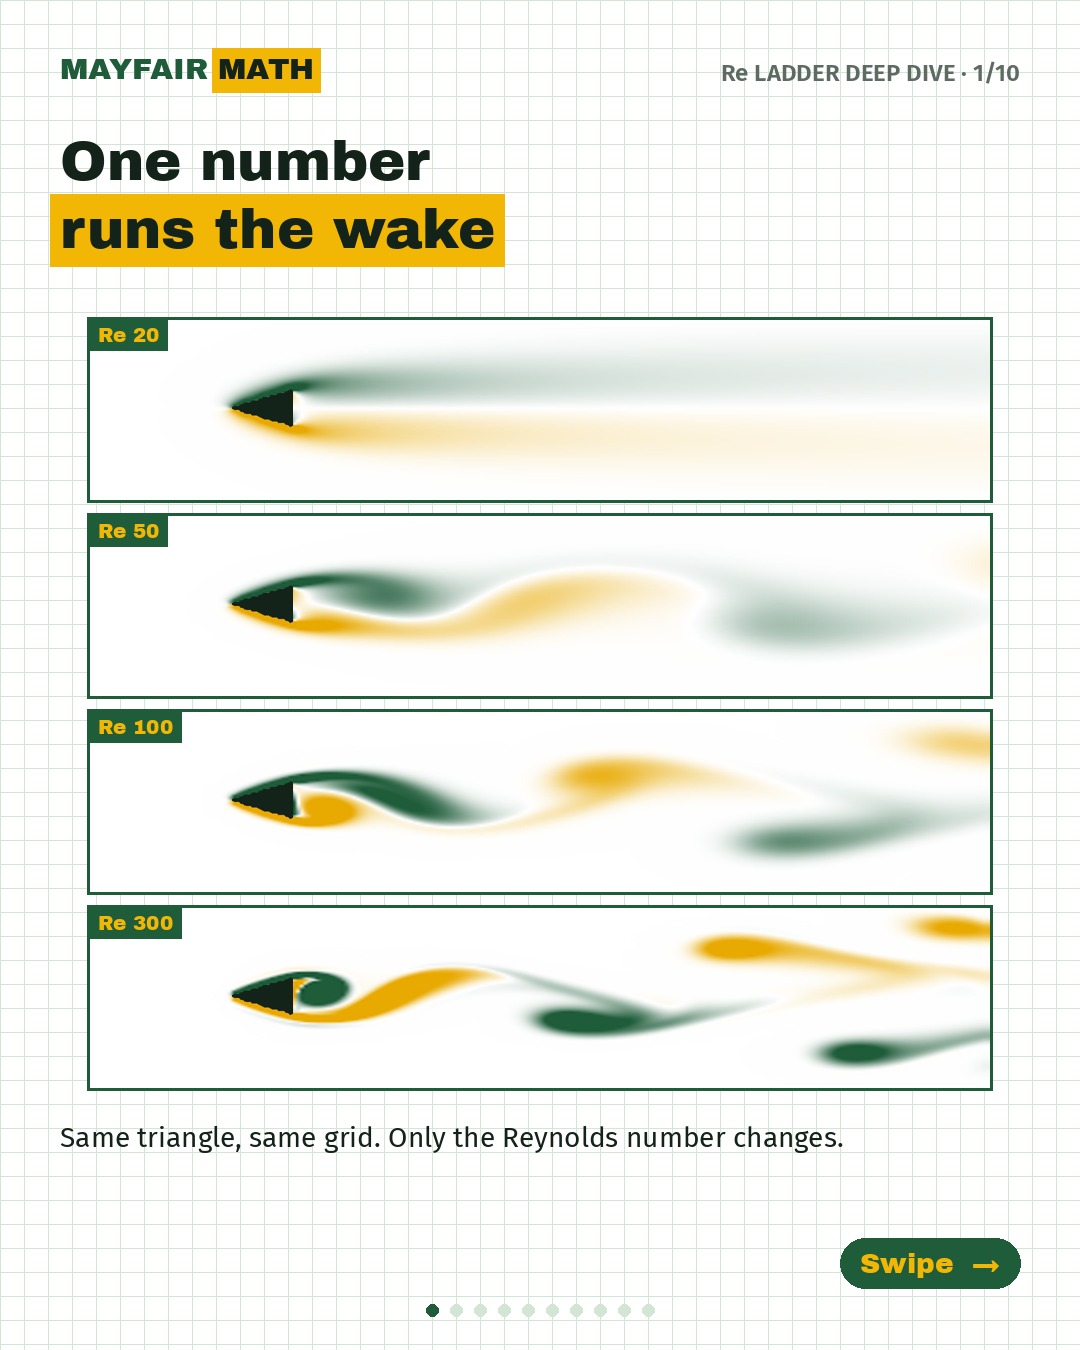 MAYFAIR MATH
Re LADDER DEEP DIVE · 1/10
One number
runs the wake
Re 20
Re 50
Re 100
Re 300
Same triangle, same grid. Only the Reynolds number changes.
Swipe →